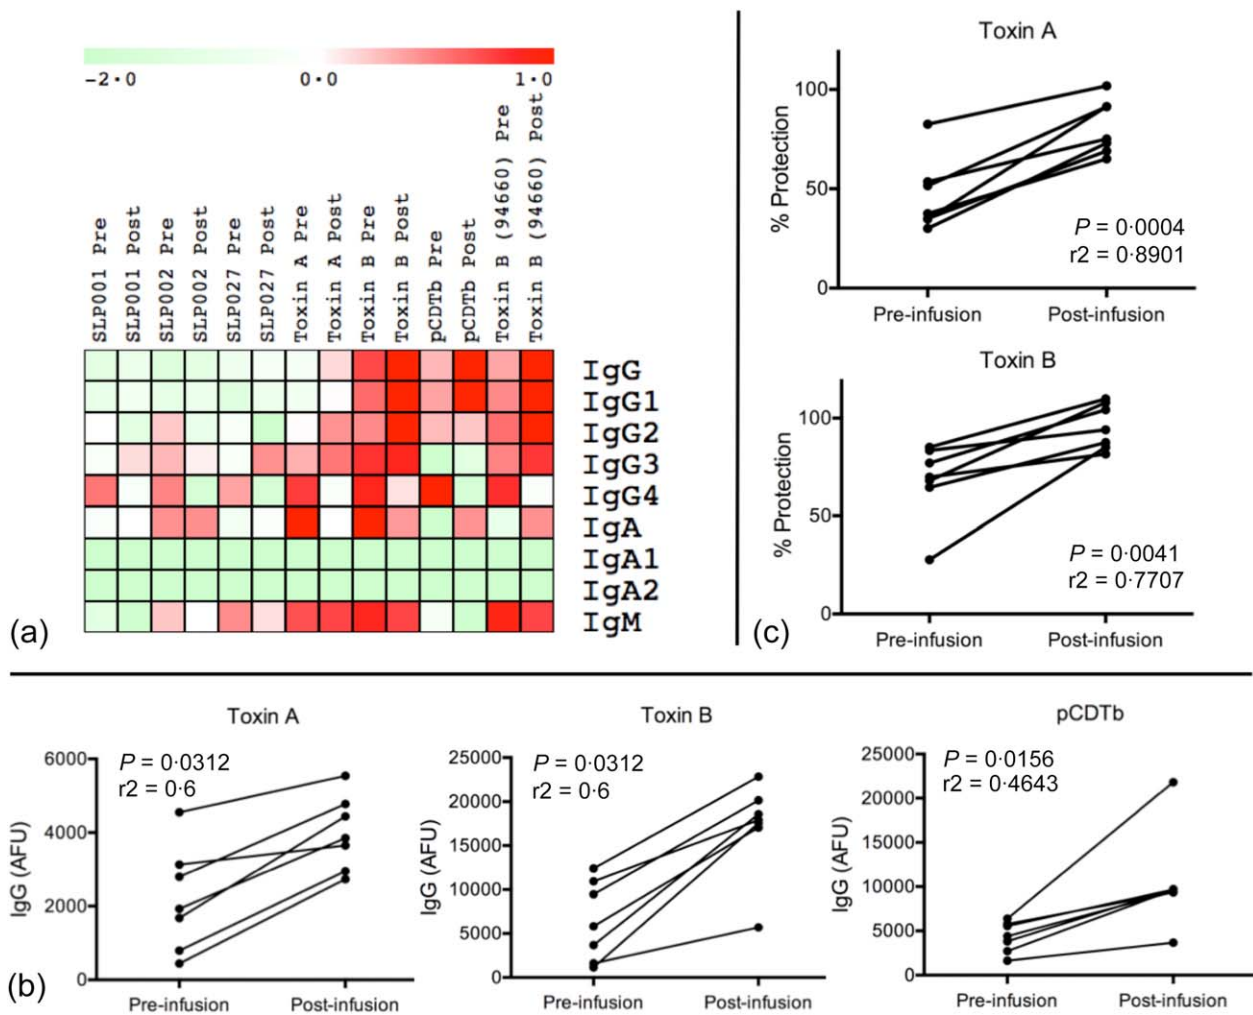 -2·0 0·0 1·0
SLP001 Pre
SLP001 Post
SLP002 Pre
SLP002 Post
SLP027 Pre
SLP027 Post
Toxin A Pre
Toxin A Post
Toxin B Pre
Toxin B Post
pCDTb Pre
pCDTb Post
Toxin B (94660) Pre
Toxin B (94660) Post
IgG
IgG1
IgG2
IgG3
IgG4
IgA
IgA1
IgA2
IgM
(a)
Toxin A
% Protection
100
50
0
P = 0·0004
r2 = 0·8901
Pre-infusion Post-infusion
Toxin B
% Protection
100
50
0
P = 0·0041
r2 = 0·7707
Pre-infusion Post-infusion
(c)
Toxin A
IgG (AFU)
6000
4000
2000
0
P = 0·0312
r2 = 0·6
Pre-infusion Post-infusion
Toxin B
IgG (AFU)
25000
20000
15000
10000
5000
0
P = 0·0312
r2 = 0·6
Pre-infusion Post-infusion
pCDTb
IgG (AFU)
25000
20000
15000
10000
5000
0
P = 0·0156
r2 = 0·4643
Pre-infusion Post-infusion
(b)